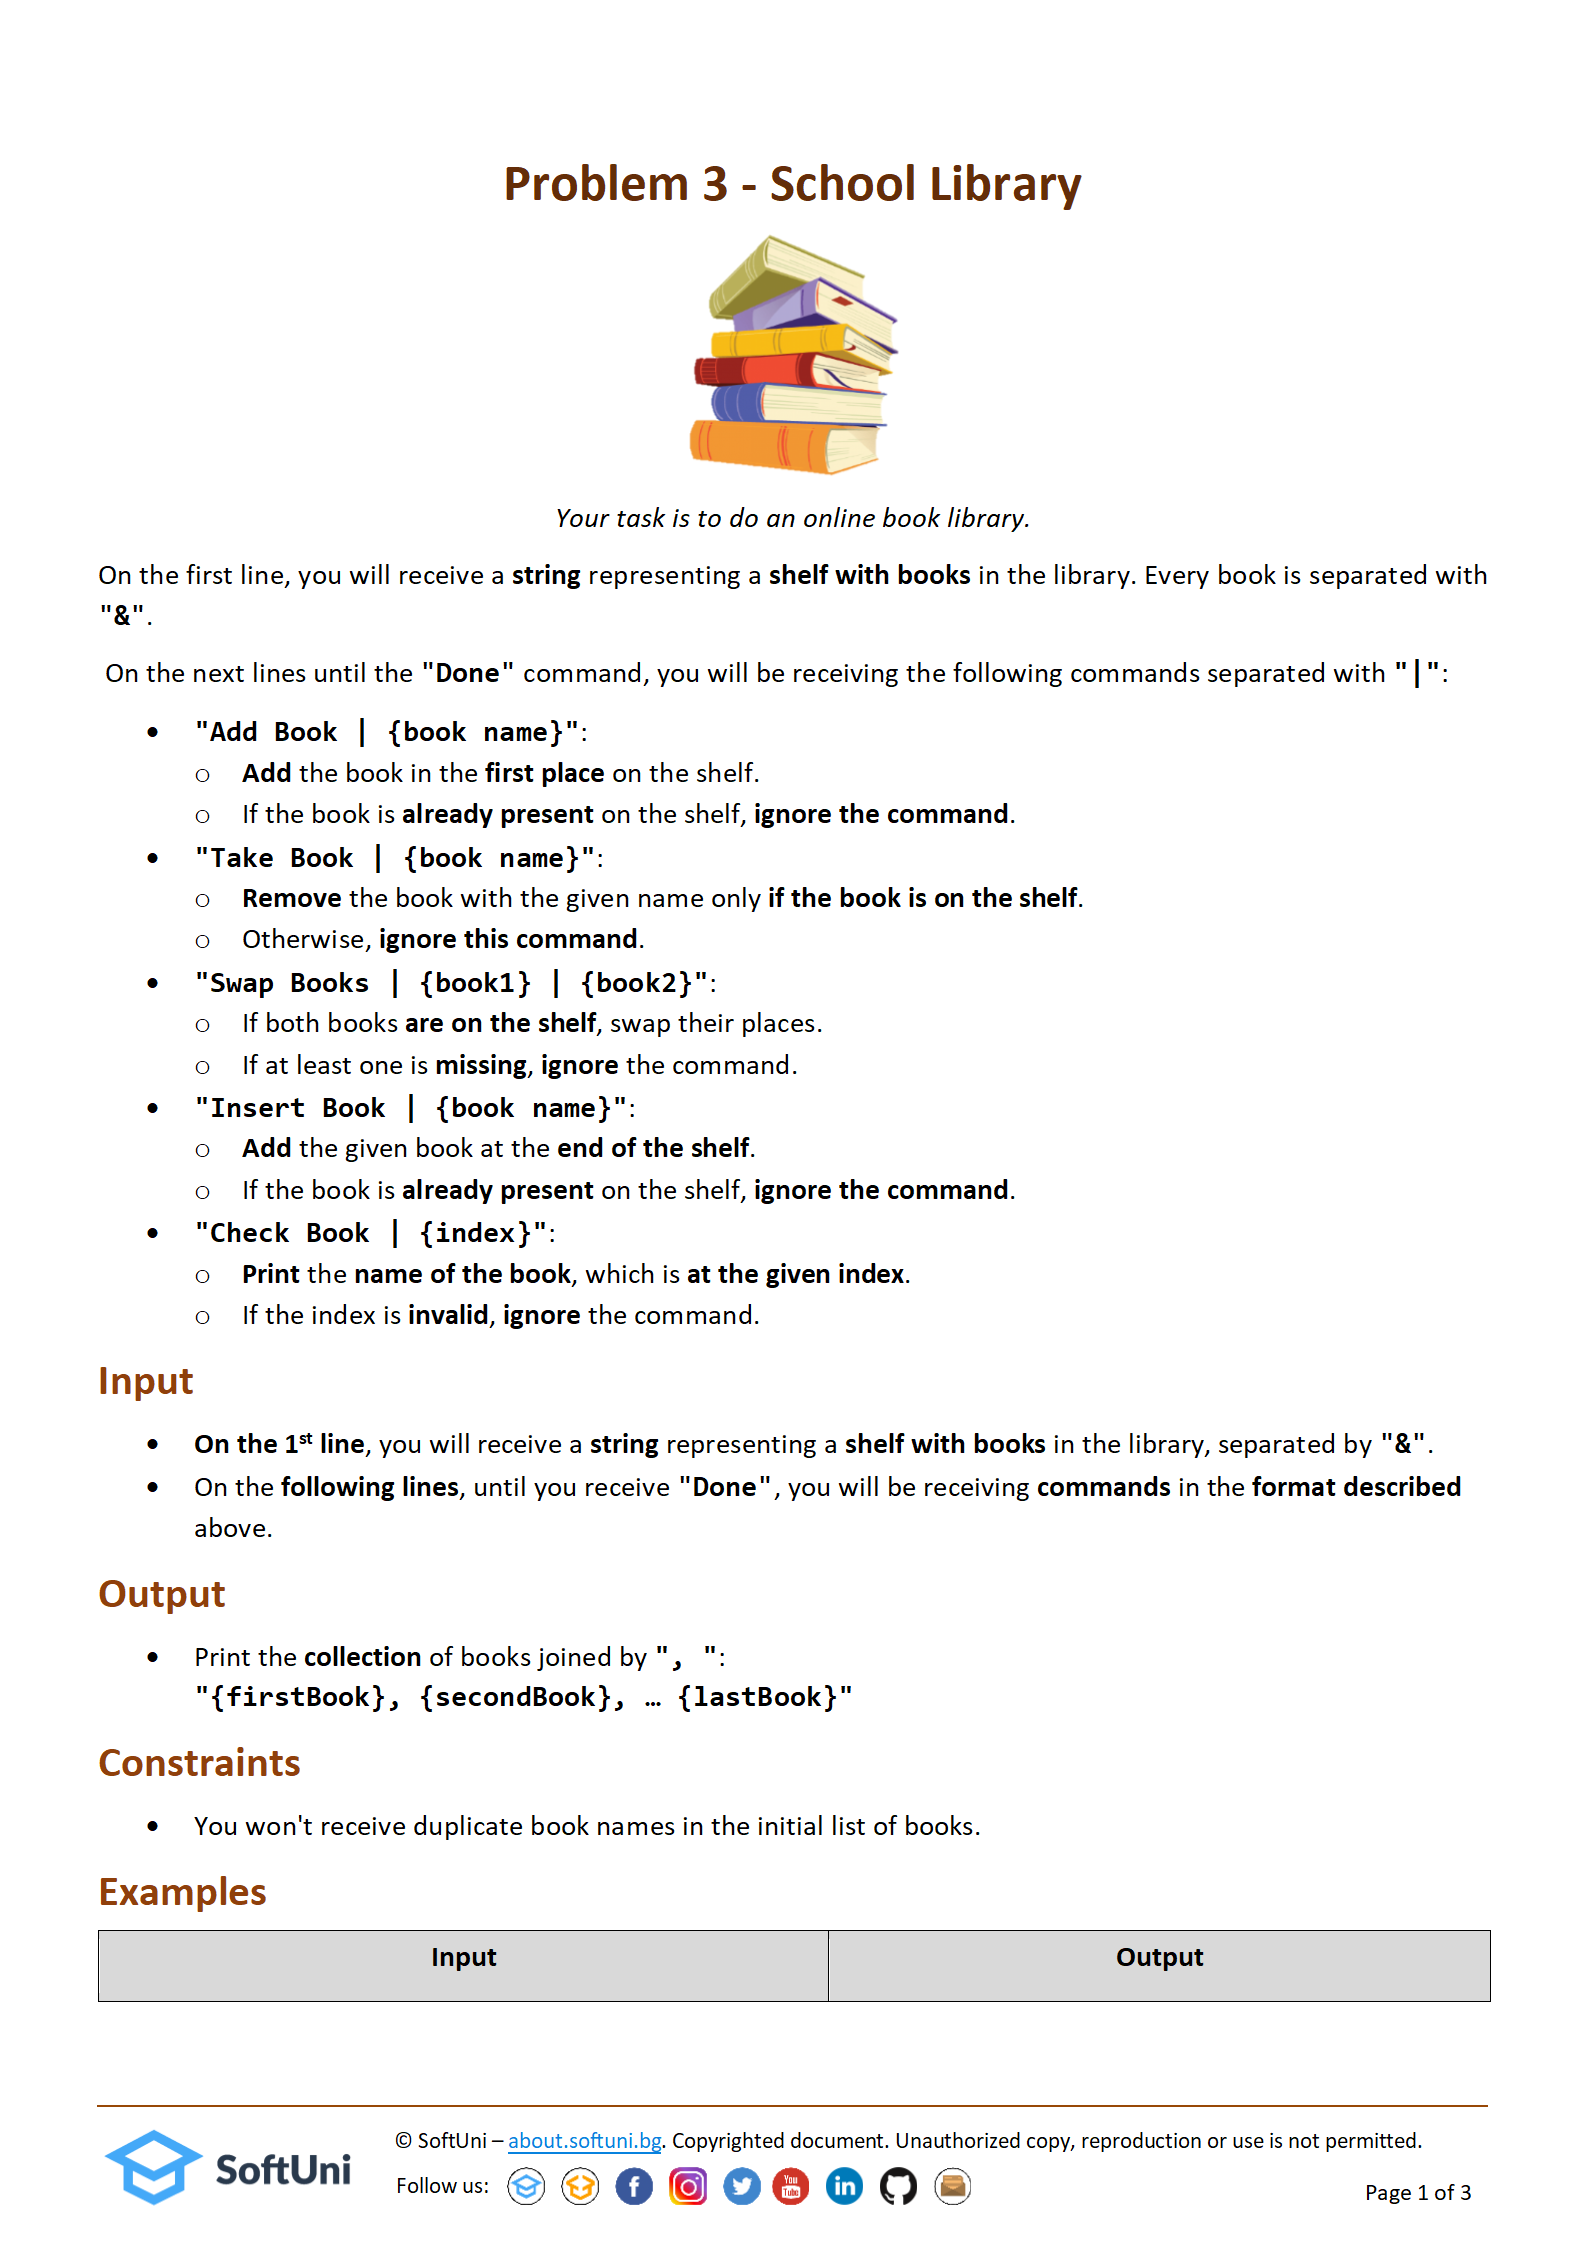 Problem 3 - School Library
Your task is to do an online book library.
On the first line, you will receive a string representing a shelf with books in the library. Every book is separated with
"&".
On the next lines until the "Done" command, you will be receiving the following commands separated with "|":
• "Add Book | {book name}":
o Add the book in the first place on the shelf.
o If the book is already present on the shelf, ignore the command.
• "Take Book | {book name}":
o Remove the book with the given name only if the book is on the shelf.
o Otherwise, ignore this command.
• "Swap Books | {book1} | {book2}":
o If both books are on the shelf, swap their places.
o If at least one is missing, ignore the command.
• "Insert Book | {book name}":
o Add the given book at the end of the shelf.
o If the book is already present on the shelf, ignore the command.
• "Check Book | {index}":
o Print the name of the book, which is at the given index.
o If the index is invalid, ignore the command.
Input
• On the 1st line, you will receive a string representing a shelf with books in the library, separated by "&".
• On the following lines, until you receive "Done", you will be receiving commands in the format described
above.
Output
• Print the collection of books joined by ", ":
"{firstBook}, {secondBook}, … {lastBook}"
Constraints
• You won't receive duplicate book names in the initial list of books.
Examples
Input Output
SoftUni
© SoftUni – about.softuni.bg. Copyrighted document. Unauthorized copy, reproduction or use is not permitted.
Follow us:
You
Tube
in
Page 1 of 3